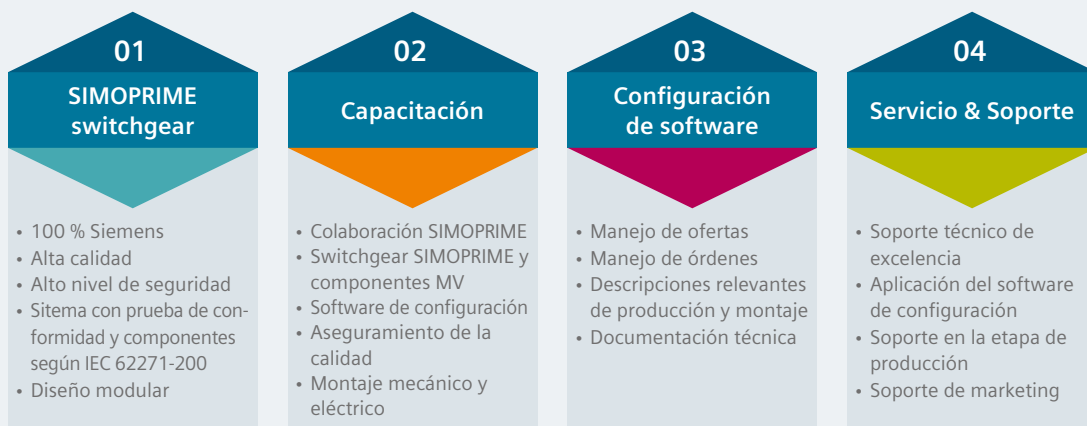 01
SIMOPRIME
switchgear
• 100 % Siemens
• Alta calidad
• Alto nivel de seguridad
• Sitema con prueba de con-
formidad y componentes
según IEC 62271-200
• Diseño modular
02
Capacitación
• Colaboración SIMOPRIME
• Switchgear SIMOPRIME y
componentes MV
• Software de configuración
• Aseguramiento de la
calidad
• Montaje mecánico y
eléctrico
03
Configuración
de software
• Manejo de ofertas
• Manejo de órdenes
• Descripciones relevantes
de producción y montaje
• Documentación técnica
04
Servicio & Soporte
• Soporte técnico de
excelencia
• Aplicación del software
de configuración
• Soporte en la etapa de
producción
• Soporte de marketing